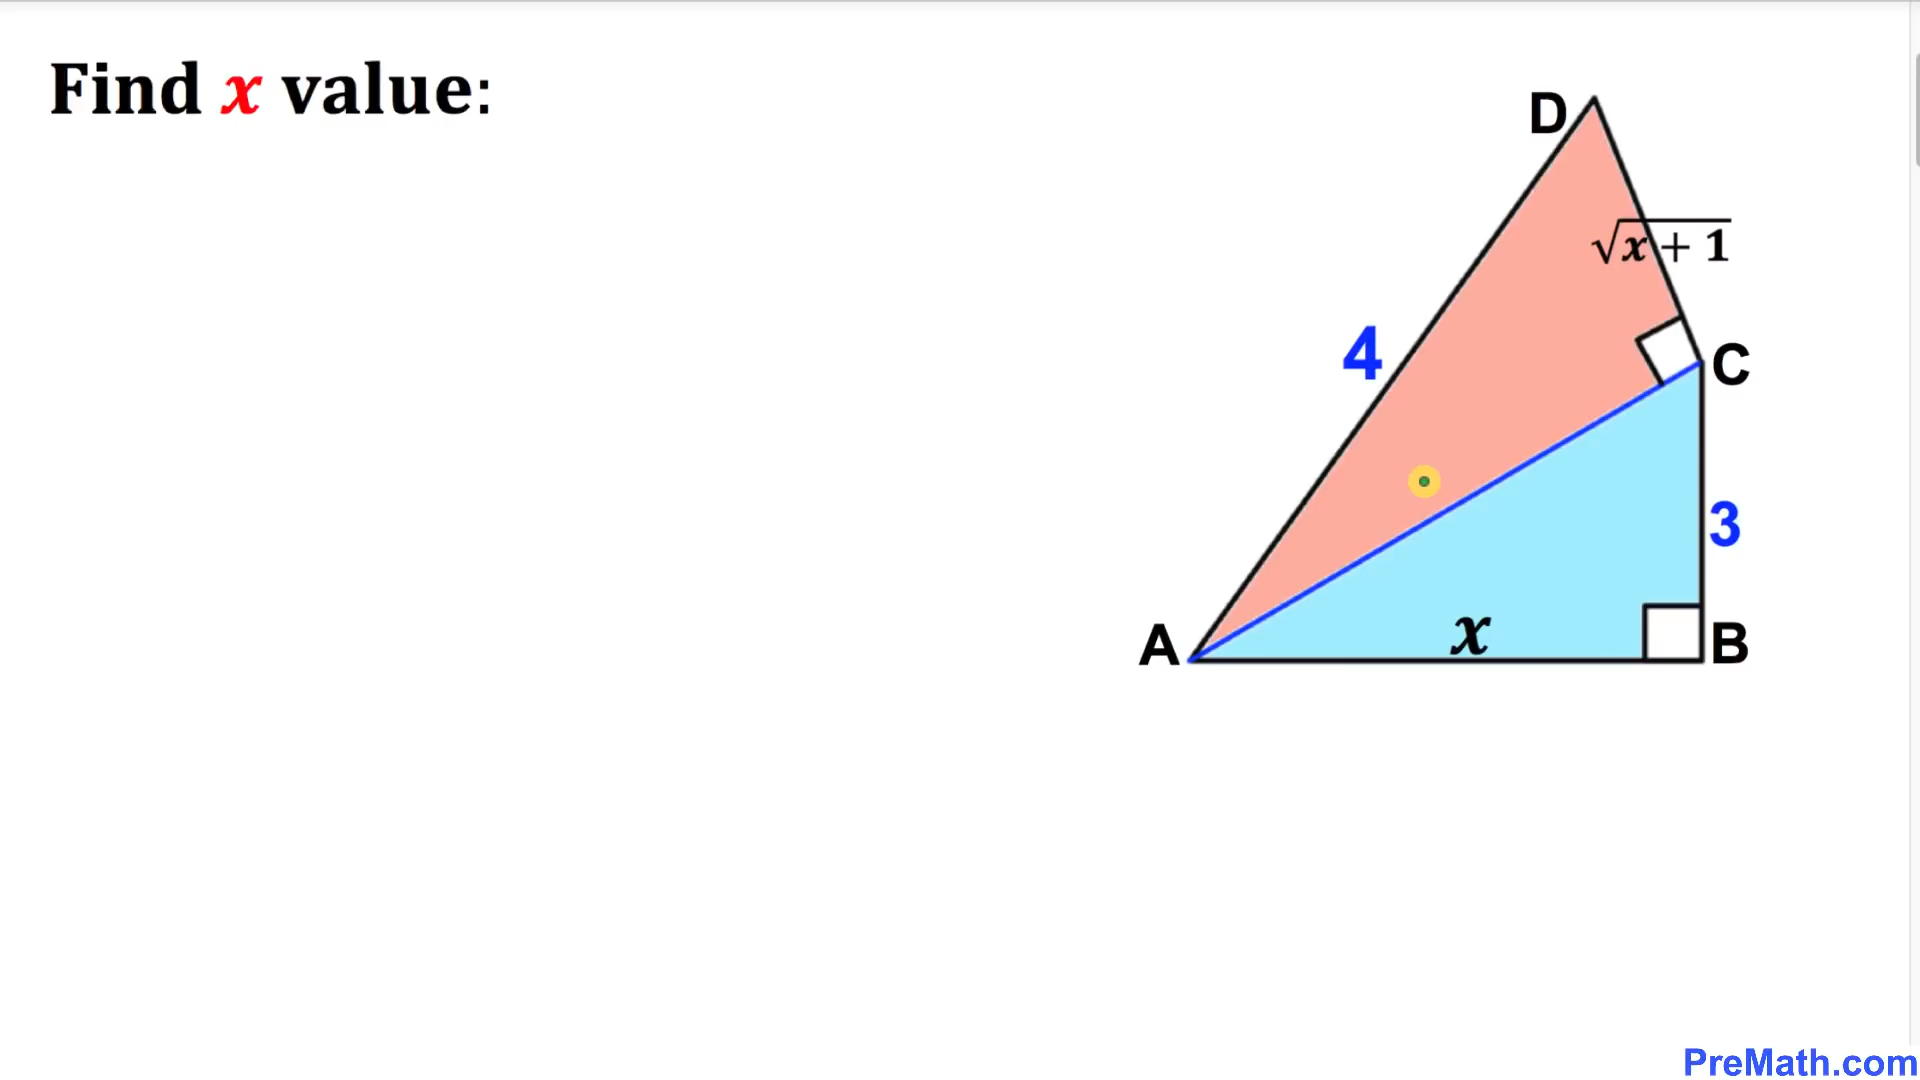 Find x value:
D
√x + 1
4
C
3
x
A
B
PreMath.com